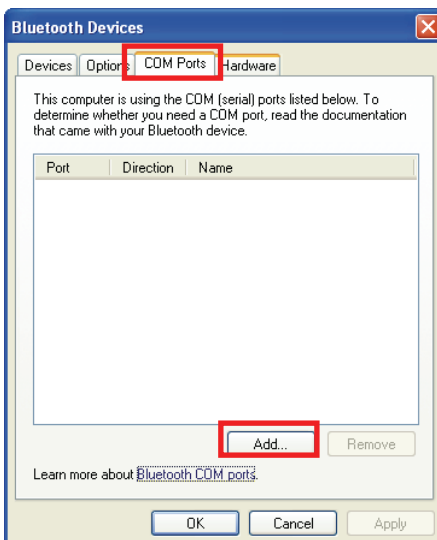 Bluetooth Devices
Devices Options COM Ports Hardware
This computer is using the COM (serial) ports listed below. To
determine whether you need a COM port, read the documentation
that came with your Bluetooth device.
Port Direction Name
Add... Remove
Learn more about Bluetooth COM ports.
OK Cancel Apply